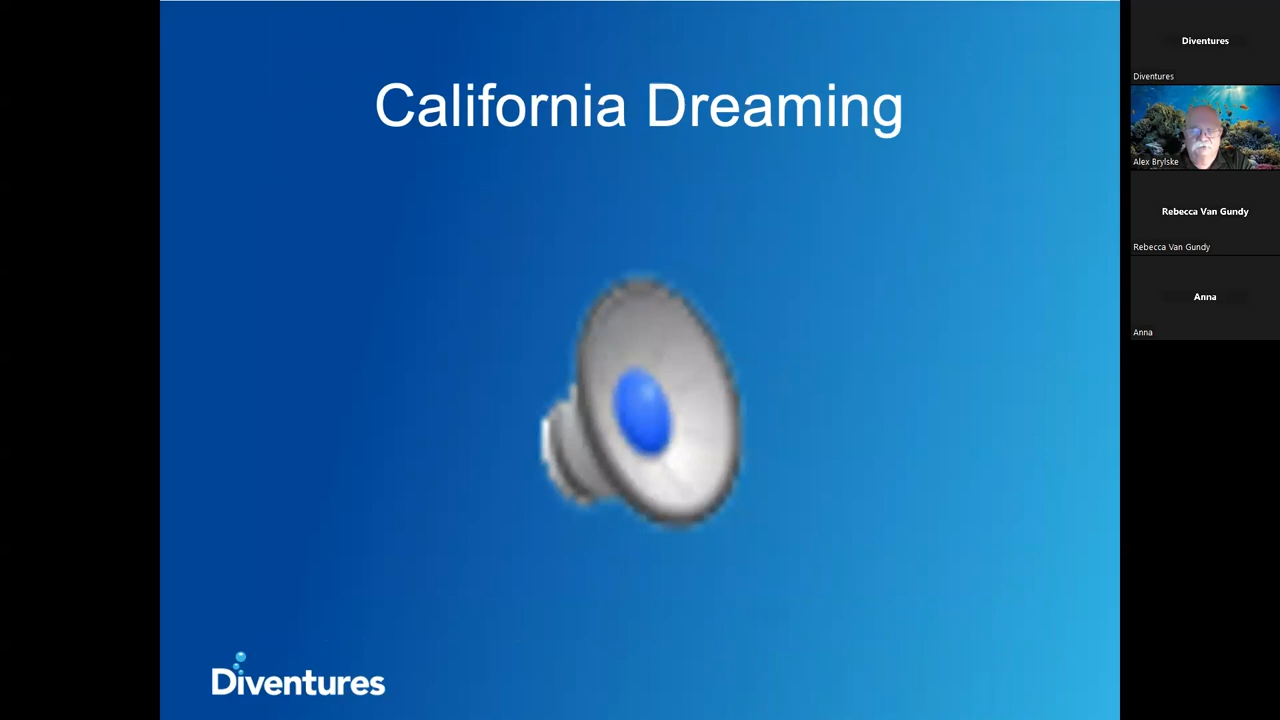 California Dreaming
Diventures
Diventures
Diventures
Alex Brylske
Rebecca Van Gundy
Rebecca Van Gundy
Anna
Anna